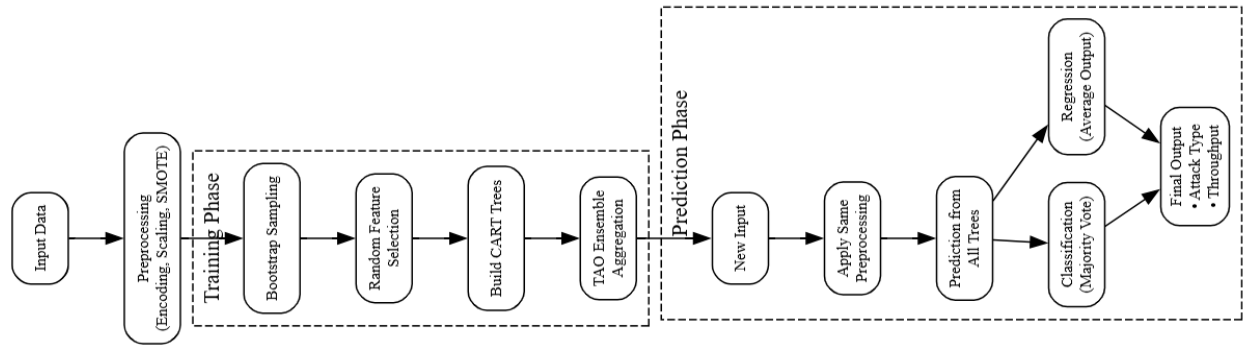 Input Data
Preprocessing
(Encoding, Scaling, SMOTE)
Training Phase
Bootstrap Sampling
Random Feature
Selection
Build CART Trees
TAO Ensemble
Aggregation
Prediction Phase
New Input
Apply Same
Preprocessing
Prediction from
All Trees
Classification
(Majority Vote)
Regression
(Average Output)
Final Output
• Attack Type
• Throughput